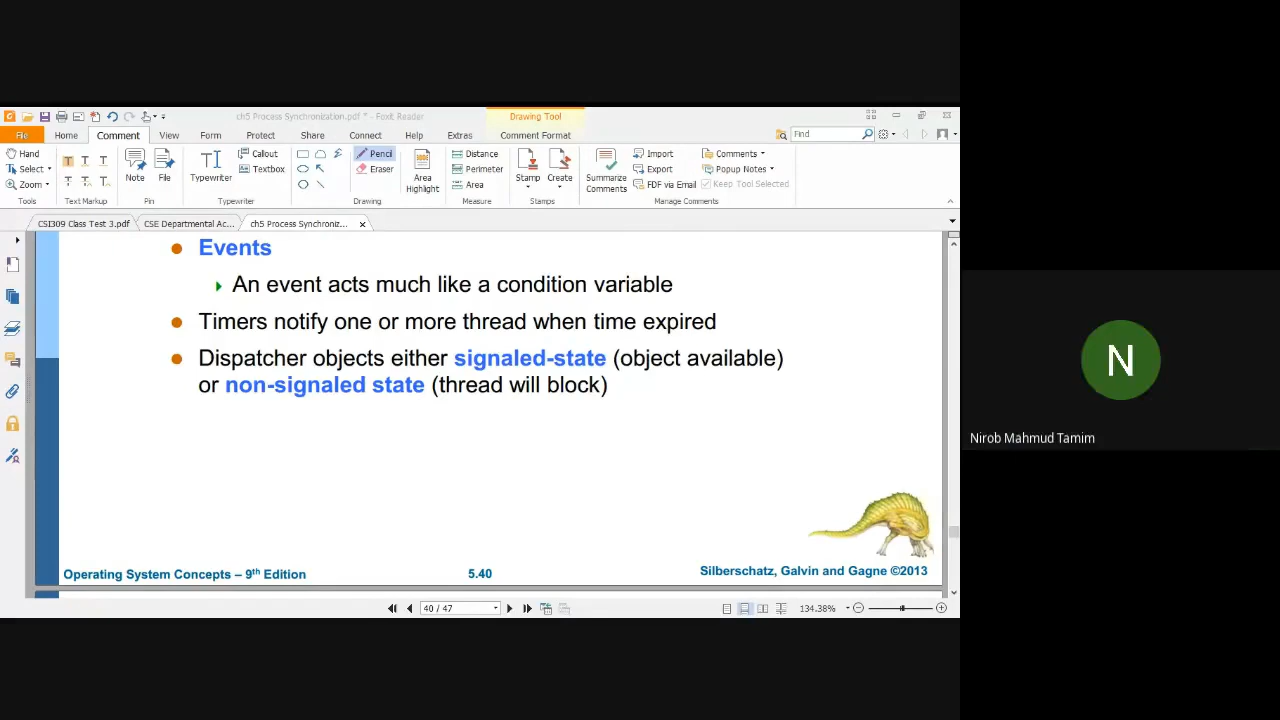 ch5 Process Synchronization.pdf * - Foxit Reader
Drawing Tool
File Home Comment View Form Protect Share Connect Help Extras Comment Format
Find
Hand
Select
Zoom
Tools
Text Markup
Note
File
Pin
Typewriter
Callout
Textbox
Typewriter
Pencil
Eraser
Drawing
Area
Highlight
Distance
Perimeter
Area
Measure
Stamp
Create
Stamps
Summarize
Comments
Import
Export
FDF via Email
Comments
Popup Notes
Keep Tool Selected
Manage Comments
CSI309 Class Test 3.pdf
CSE Departmental Ac...
ch5 Process Synchroniz...
Events
An event acts much like a condition variable
Timers notify one or more thread when time expired
Dispatcher objects either signaled-state (object available)
or non-signaled state (thread will block)
Operating System Concepts – 9th Edition
5.40
Silberschatz, Galvin and Gagne ©2013
40 / 47
134.38%
N
Nirob Mahmud Tamim